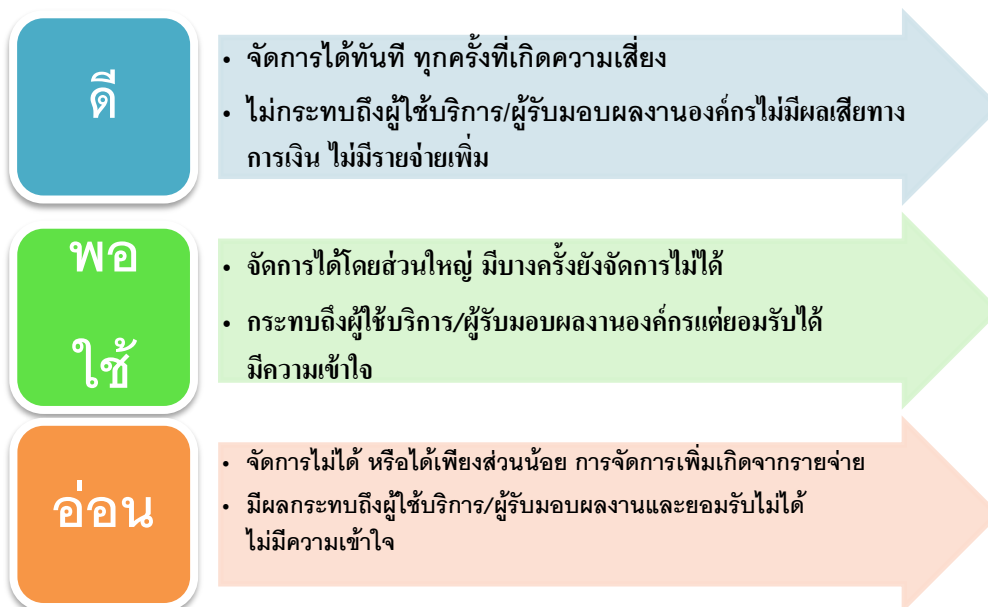 ดี
• จัดการได้ทันที ทุกครั้งที่เกิดความเสี่ยง
• ไม่กระทบถึงผู้ใช้บริการ/ผู้รับมอบผลงานองค์กรไม่มีผลเสียทาง
การเงิน ไม่มีรายจ่ายเพิ่ม
พอ
ใช้
• จัดการได้โดยส่วนใหญ่ มีบางครั้งยังจัดการไม่ได้
• กระทบถึงผู้ใช้บริการ/ผู้รับมอบผลงานองค์กรแต่ยอมรับได้
มีความเข้าใจ
อ่อน
• จัดการไม่ได้ หรือได้เพียงส่วนน้อย การจัดการเพิ่มเกิดจากรายจ่าย
• มีผลกระทบถึงผู้ใช้บริการ/ผู้รับมอบผลงานและยอมรับไม่ได้
ไม่มีความเข้าใจ